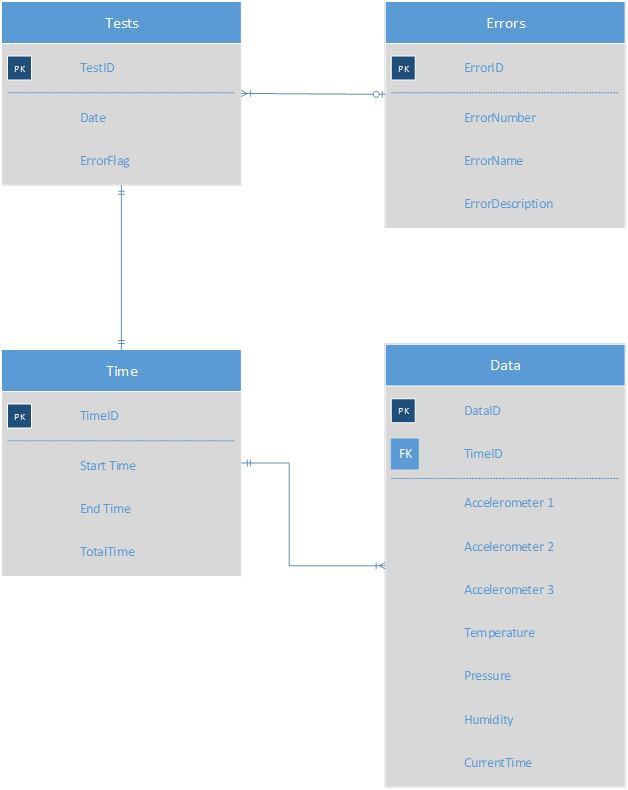 Tests
PK TestID
Date
ErrorFlag
Errors
PK ErrorID
ErrorNumber
ErrorName
ErrorDescription
Time
PK TimeID
Start Time
End Time
TotalTime
Data
PK DataID
FK TimeID
Accelerometer 1
Accelerometer 2
Accelerometer 3
Temperature
Pressure
Humidity
CurrentTime